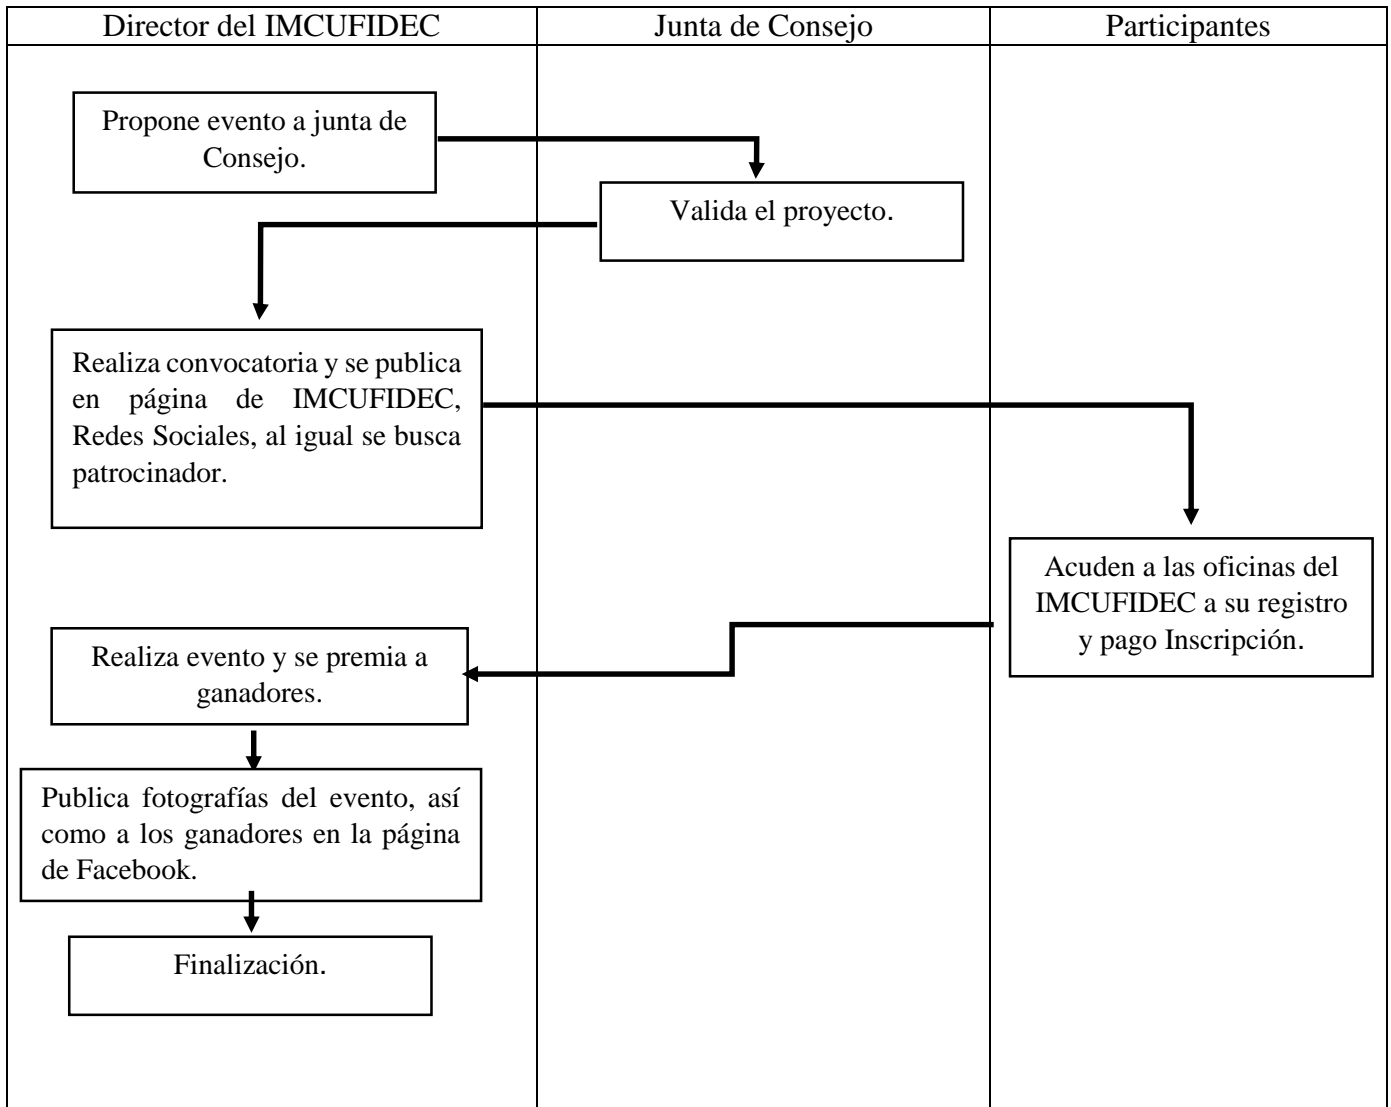 Director del IMCUFIDEC
Junta de Consejo
Participantes
Propone evento a junta de
Consejo.
Valida el proyecto.
Realiza convocatoria y se publica
en página de IMCUFIDEC,
Redes Sociales, al igual se busca
patrocinador.
Acuden a las oficinas del
IMCUFIDEC a su registro
y pago Inscripción.
Realiza evento y se premia a
ganadores.
Publica fotografías del evento, así
como a los ganadores en la página
de Facebook.
Finalización.